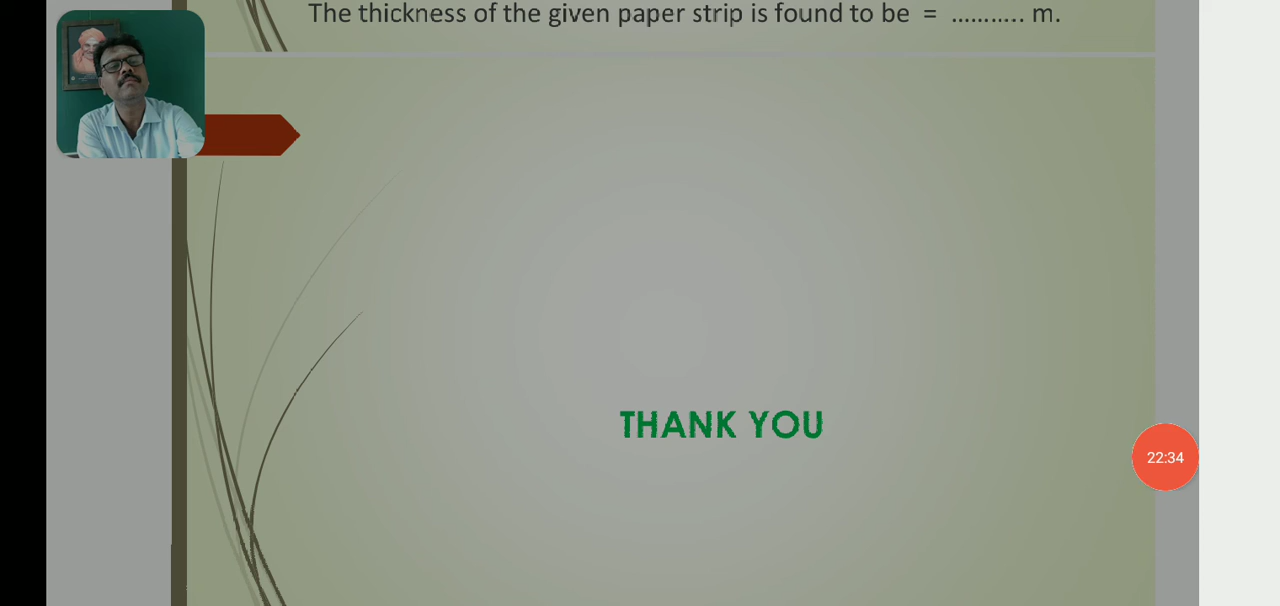 The thickness of the given paper strip is found to be = ........... m.
THANK YOU
22:34